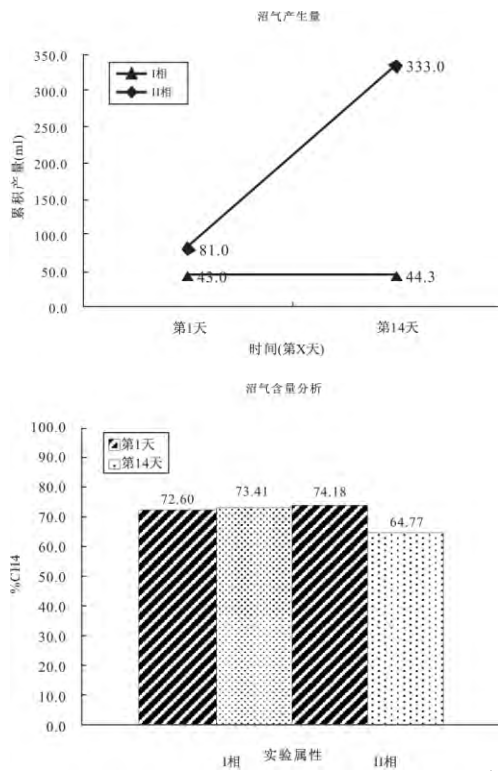 沼气产生量
350.0
300.0
250.0
200.0
150.0
100.0
50.0
0.0
累积产量(ml)
I相
II相
333.0
81.0
43.0
44.3
第1天
第14天
时间(第X天)
沼气含量分析
100.0
90.0
80.0
70.0
60.0
50.0
40.0
30.0
20.0
10.0
0.0
%CH4
第1天
第14天
72.60
73.41
74.18
64.77
I相
实验属性
II相